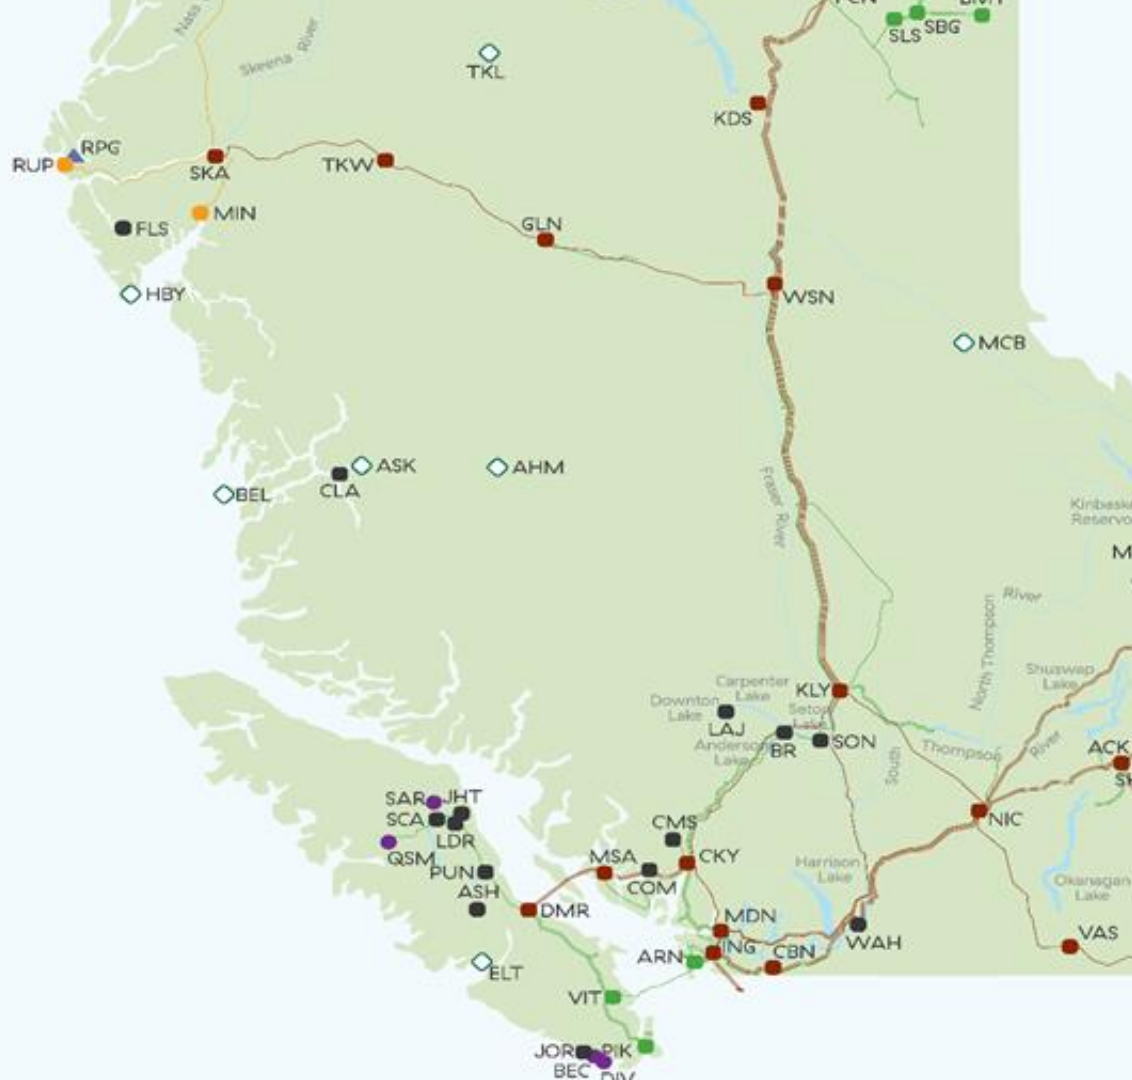 Nass
Skeena River
TKL
SLS
SBG
KDS
RUP
RPG
SKA
TKW
MIN
FLS
GLN
HBY
WSN
MCB
ASK
AHM
CLA
BEL
Fraser River
North Thompson
River
Shuswap
Lake
KLY
Carpenter
Lake
Downton
Lake
Seton
Lake
LAJ
BR
SON
Anderson
Lake
South
Thompson
River
ACK
NIC
SAR
JHT
SCA
LDR
QSM
PUN
ASH
CMS
MSA
CKY
COM
Harrison
Lake
Okanagan
Lake
DMR
MDN
WAH
VAS
ING
CBN
ARN
ELT
VIT
JOR
PIK
BEC